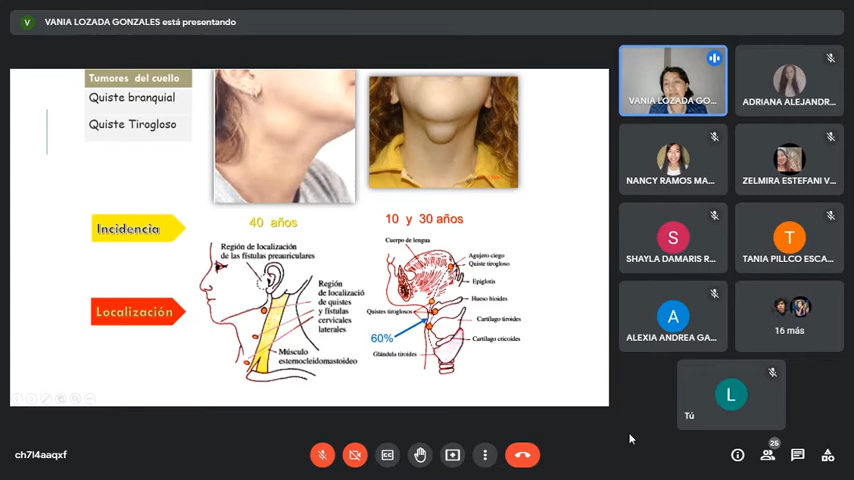 V
VANIA LOZADA GONZALES está presentando
Tumores del cuello
Quiste branquial
Quiste Tirogloso
Incidencia
40 años
10 y 30 años
Localización
Región de localización
de las fístulas preauriculares
Región de
localizació
de quistes
y fístulas
cervicales
laterales
Músculo
esternocleidomastoideo
Cuerpo de lengua
Agujero ciego
Quiste tirogloso
Epiglotis
Hueso hioides
Quistes tiroglosos
Cartílago tiroides
60%
Cartílago cricoides
Glándula tiroides
VANIA LOZADA GO...
ADRIANA ALEJANDR...
NANCY RAMOS MA...
ZELMIRA ESTEFANI V...
S
SHAYLA DAMARIS R...
T
TANIA PILLCO ESCA...
A
ALEXIA ANDREA GA...
16 más
L
Tú
ch7l4aaqxf
26